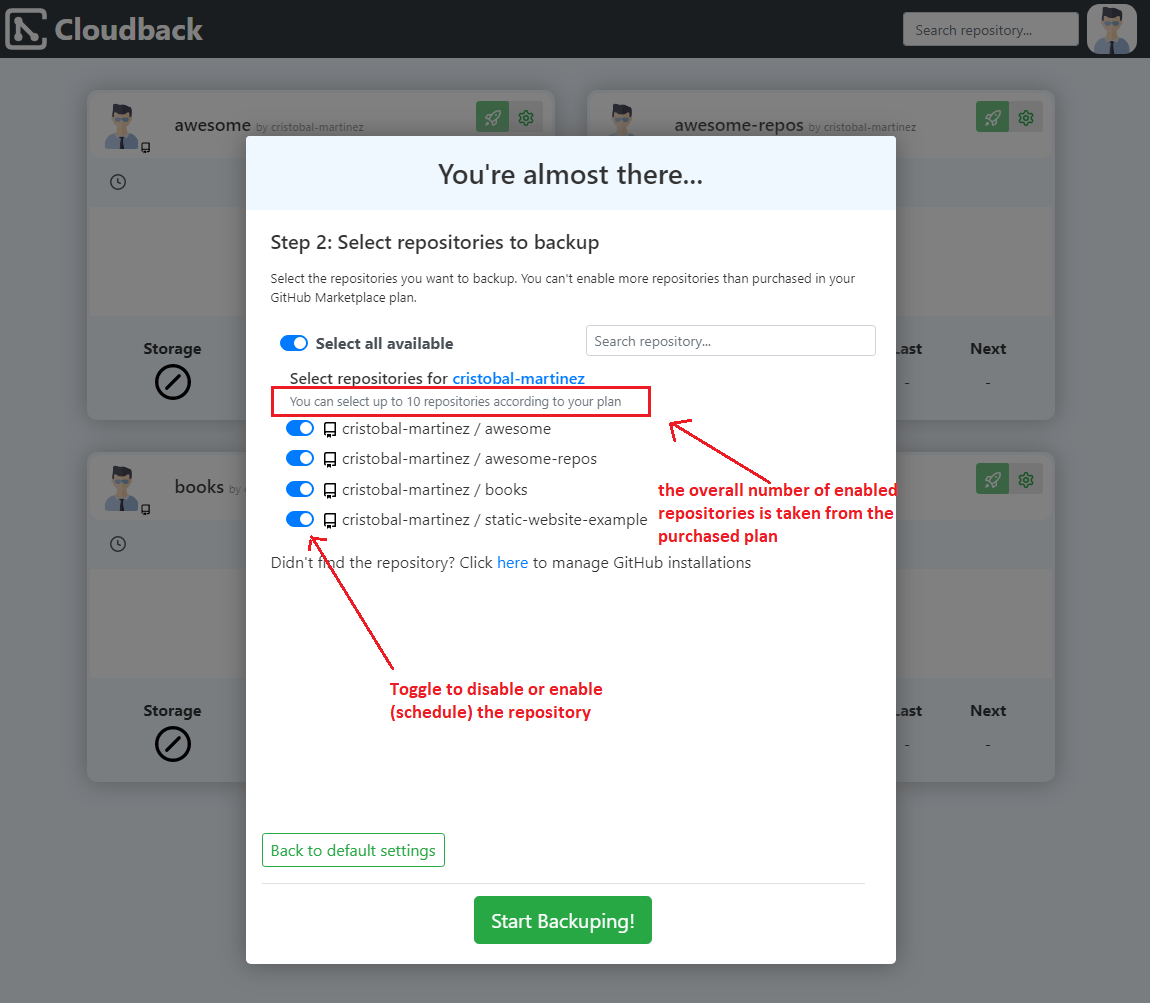 Cloudback
Search repository...
awesome by cristobal-martinez
awesome-repos by cristobal-martinez
You're almost there...
Step 2: Select repositories to backup
Select the repositories you want to backup. You can't enable more repositories than purchased in your
GitHub Marketplace plan.
Select all available
Search repository...
Select repositories for cristobal-martinez
You can select up to 10 repositories according to your plan
cristobal-martinez / awesome
cristobal-martinez / awesome-repos
cristobal-martinez / books
cristobal-martinez / static-website-example
Didn't find the repository? Click here to manage GitHub installations
the overall number of enabled
repositories is taken from the
purchased plan
Toggle to disable or enable
(schedule) the repository
Storage
Last
Next
-
-
books by
Storage
Last
Next
-
-
Back to default settings
Start Backuping!